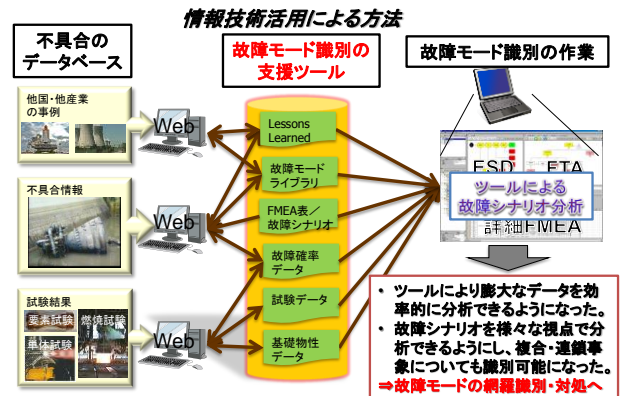 情報技術活用による方法
不具合の
データベース
故障モード識別の
支援ツール
故障モード識別の作業
他国・他産業
の事例
Web
不具合情報
Web
試験結果
要素試験
燃焼試験
単体試験
Web
Lessons
Learned
故障モード
ライブラリ
FMEA表／
故障シナリオ
故障確率
データ
試験データ
基礎物性
データ
ESD
ETA
ツールによる
故障シナリオ分析
詳細FMEA
・ ツールにより膨大なデータを効
率的に分析できるようになった。
・ 故障シナリオを様々な視点で分
析できるようにし、複合・連鎖事
象についても識別可能になった。
⇒故障モードの網羅識別・対処へ